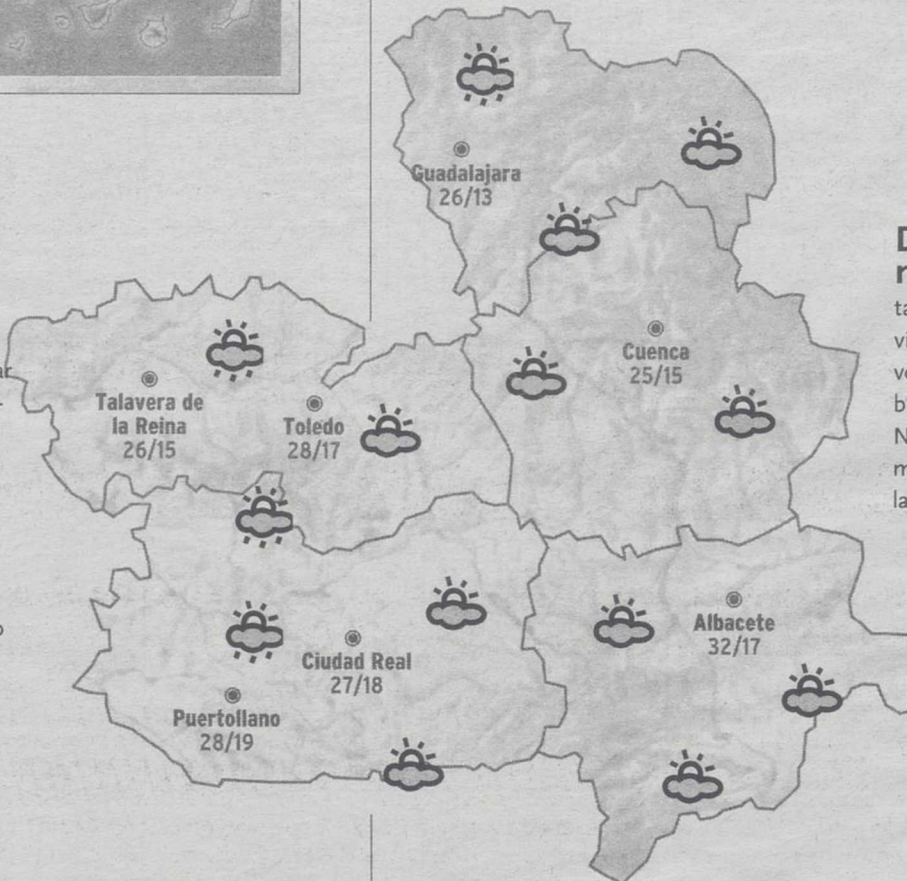 Guadalajara
26/13
Cuenca
25/15
Talavera de
la Reina
26/15
Toledo
28/17
Albacete
32/17
Ciudad Real
27/18
Puertollano
28/19